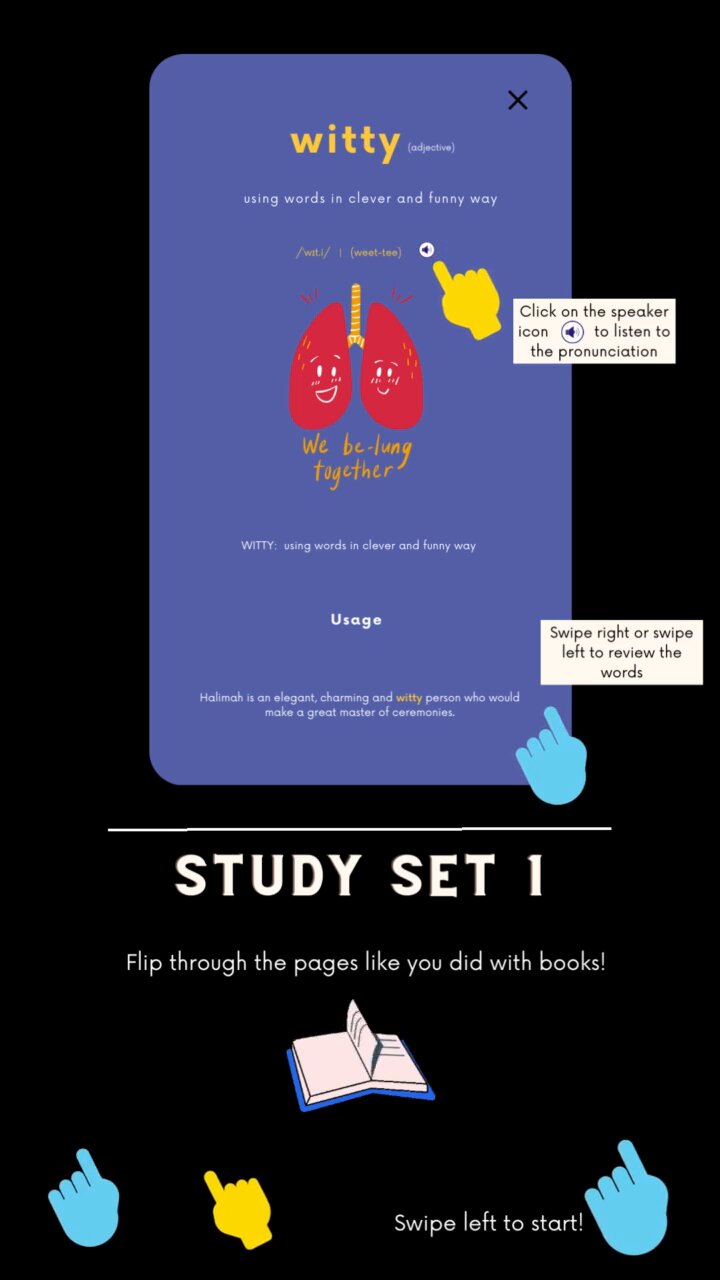 witty (adjective)
using words in clever and funny way
/wɪt.i/ | (weet-tee)
Click on the speaker
icon to listen to
the pronunciation
We be-lung
together
WITTY: using words in clever and funny way
Usage
Swipe right or swipe
left to review the
words
Halimah is an elegant, charming and witty person who would
make a great master of ceremonies.
STUDY SET 1
Flip through the pages like you did with books!
Swipe left to start!